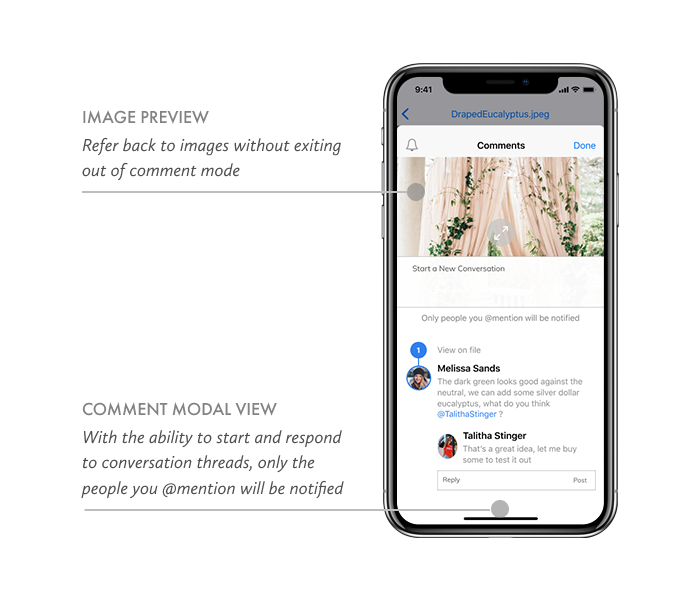 IMAGE PREVIEW
Refer back to images without exiting
out of comment mode
COMMENT MODAL VIEW
With the ability to start and respond
to conversation threads, only the
people you @mention will be notified
9:41
DrapedEucalyptus.jpeg
Comments
Done
Start a New Conversation
Only people you @mention will be notified
1
View on file
Melissa Sands
The dark green looks good against the
neutral, we can add some silver dollar
eucalyptus, what do you think
@TalithaStinger ?
Talitha Stinger
That's a great idea, let me buy
some to test it out
Reply
Post